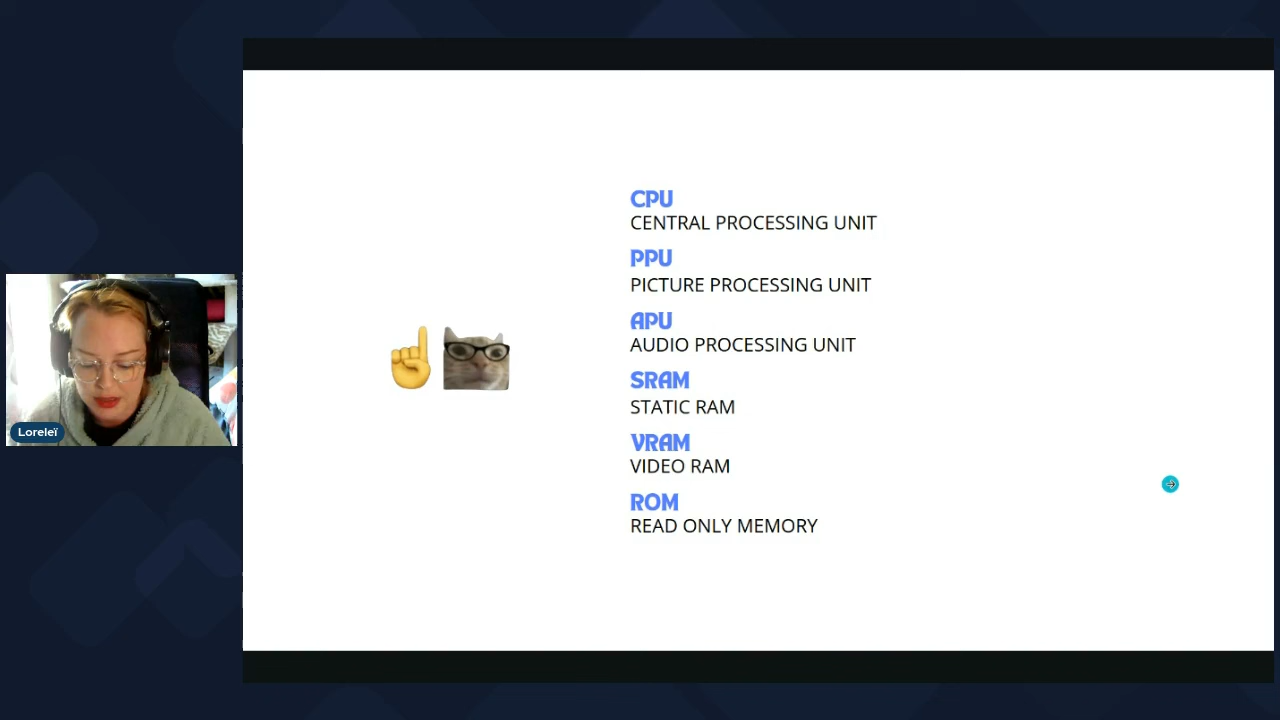 CPU
CENTRAL PROCESSING UNIT
PPU
PICTURE PROCESSING UNIT
APU
AUDIO PROCESSING UNIT
SRAM
STATIC RAM
VRAM
VIDEO RAM
ROM
READ ONLY MEMORY
Loreleï